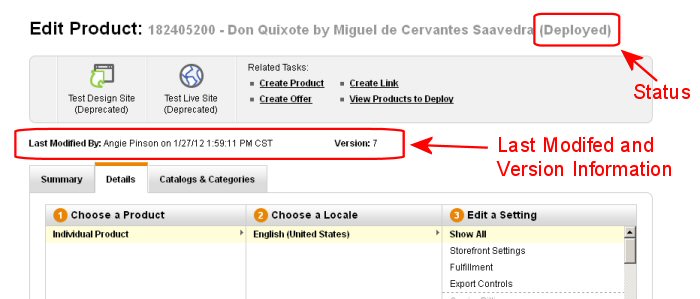 Edit Product: 182405200 - Don Quixote by Miguel de Cervantes Saavedra (Deployed)
Status
Test Design Site
(Deprecated)
Test Live Site
(Deprecated)
Related Tasks:
Create Product
Create Link
Create Offer
View Products to Deploy
Last Modified By: Angie Pinson on 1/27/12 1:59:11 PM CST
Version: 7
Last Modifed and
Version Information
Summary
Details
Catalogs & Categories
1 Choose a Product
2 Choose a Locale
3 Edit a Setting
Individual Product
English (United States)
Show All
Storefront Settings
Fulfillment
Export Controls